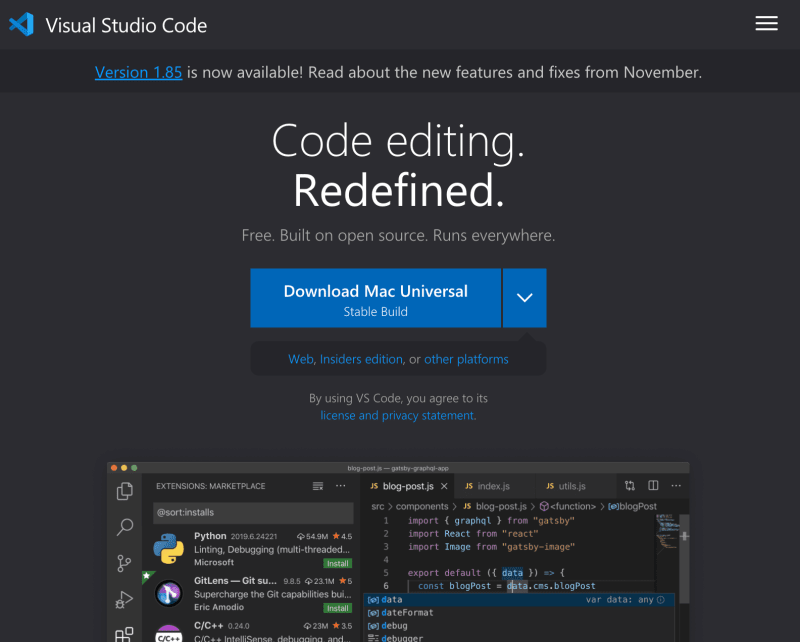 Visual Studio Code
Version 1.85 is now available! Read about the new features and fixes from November.
Code editing.
Redefined.
Free. Built on open source. Runs everywhere.
Download Mac Universal
Stable Build
Web, Insiders edition, or other platforms
By using VS Code, you agree to its
license and privacy statement.
blog-post.js — gatsby-graphql-app
EXTENSIONS: MARKETPLACE
@sort:installs
Python 2019.6.24221 54.9M ★4.5
Linting, Debugging (multi-threaded...
Microsoft Install
GitLens — Git su... 9.8.5 23.1M ★5
Supercharge the Git capabilities bui...
Eric Amodio Install
C/C++ 0.24.0 23M ★3.5
C/C++ IntelliSense, debugging, and...
JS blog-post.js JS index.js JS utils.js
src > components > JS blog-post.js > <function> > blogPost
1 import { graphql } from "gatsby"
2 import React from "react"
3 import Image from "gatsby-image"
4
5 export default ({ data }) => {
6 const blogPost = data.cms.blogPost
data var data: any
dateFormat
debug
debugger